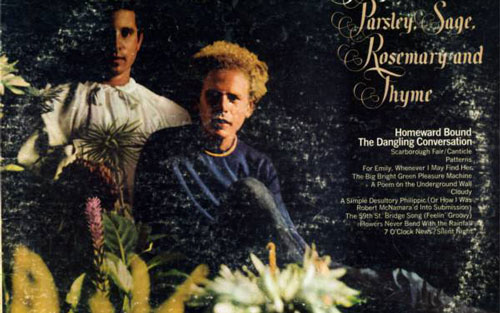 Parsley, Sage,
Rosemary and
Thyme
Homeward Bound
The Dangling Conversation
Scarborough Fair/Canticle
Patterns
For Emily, Whenever I May Find Her
The Big Bright Green Pleasure Machine
A Poem on the Underground Wall
Cloudy
A Simple Desultory Philippic (Or How I Was
Robert McNamara'd Into Submission)
The 59th St. Bridge Song (Feelin' Groovy)
Flowers Never Bend With the Rainfall
7 O'Clock News/Silent Night